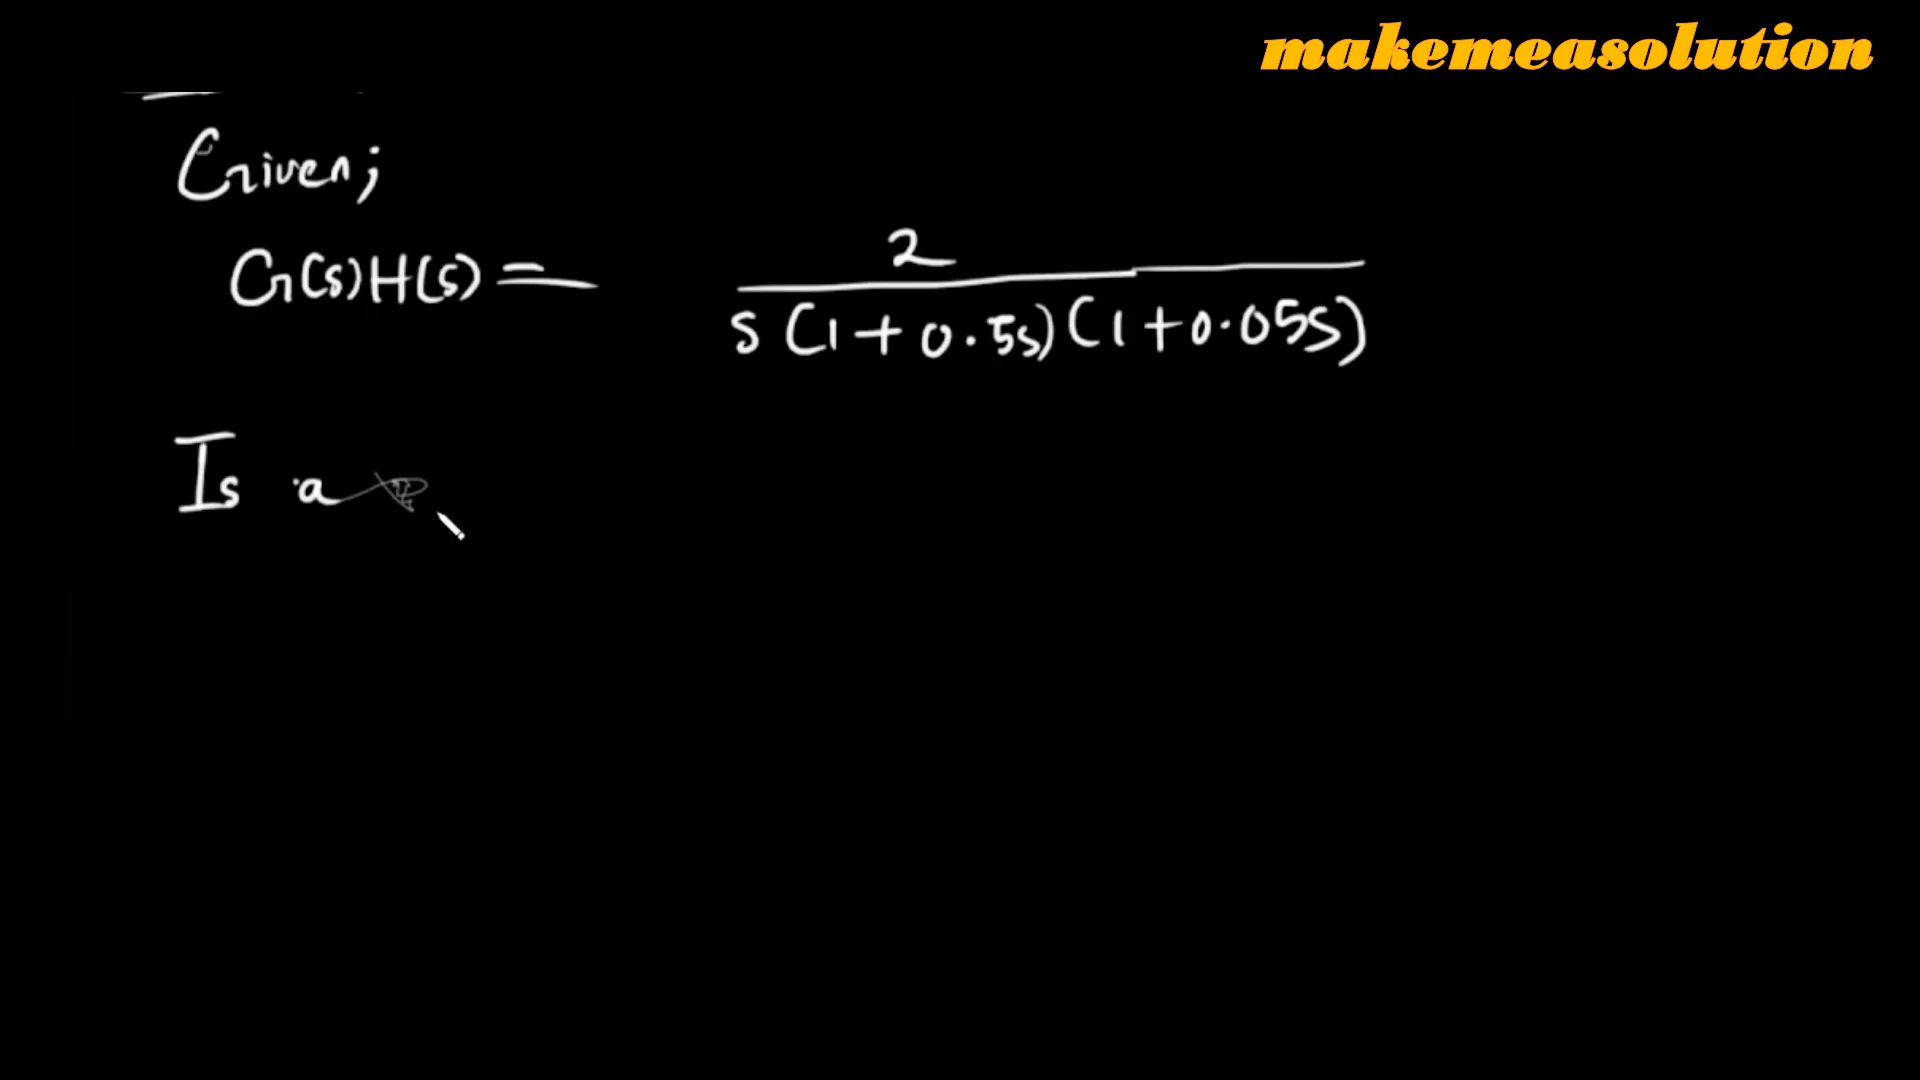 makemeasolution
Given;
G(s)H(s) = 2 / s(1+0.5s)(1+0.05s)
Is a